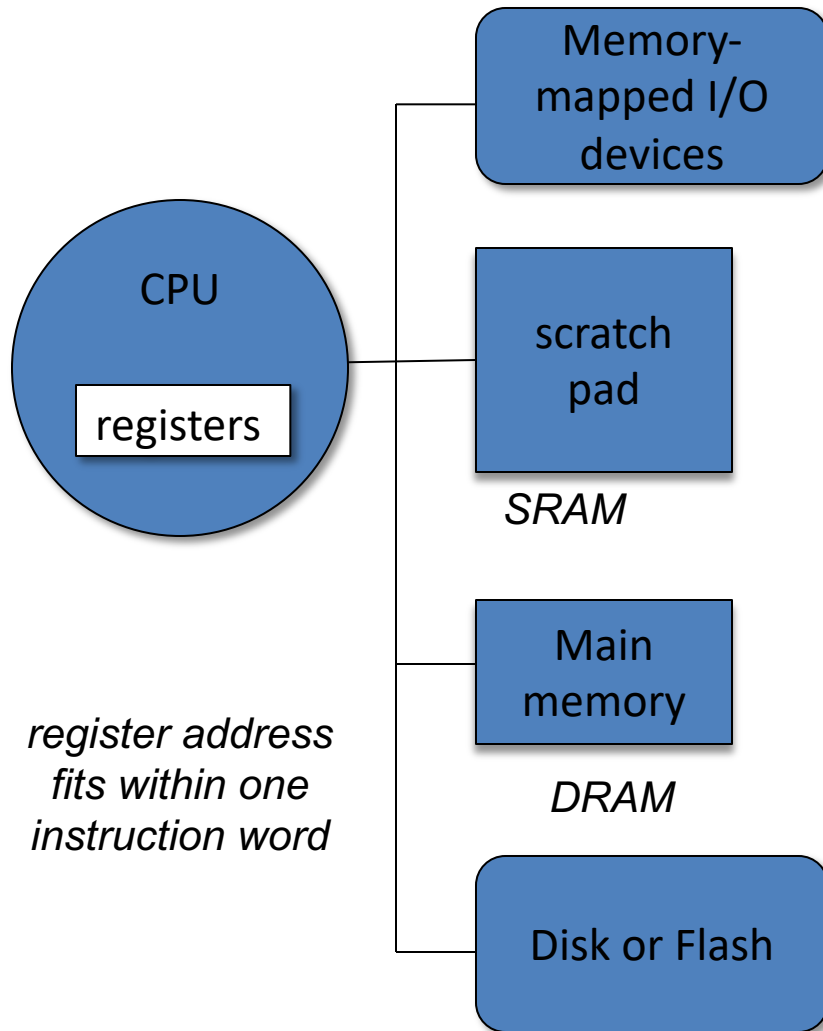 Memory-
mapped I/O
devices
CPU
registers
scratch
pad
SRAM
Main
memory
register address
fits within one
instruction word
DRAM
Disk or Flash